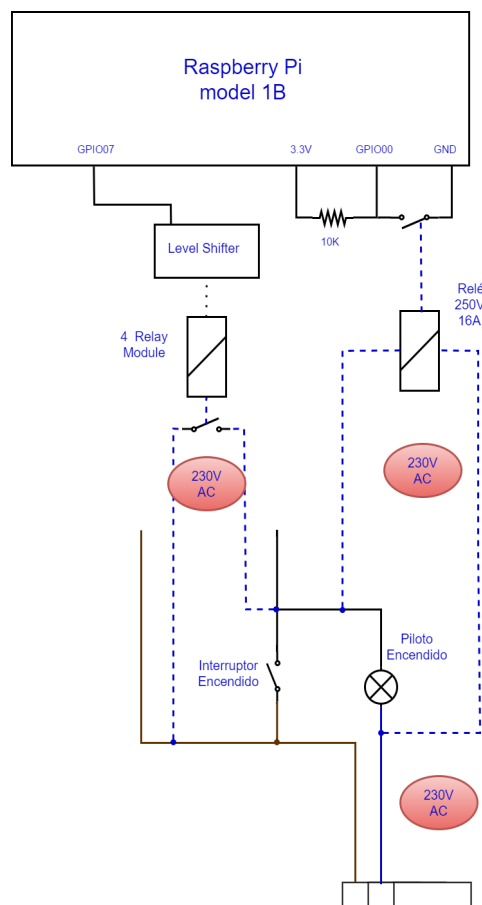 Raspberry Pi
model 1B
GPIO07
3.3V
GPIO00
GND
10K
Level Shifter
4 Relay
Module
Relé
250V
16A
230V
AC
230V
AC
Interruptor
Encendido
Piloto
Encendido
230V
AC